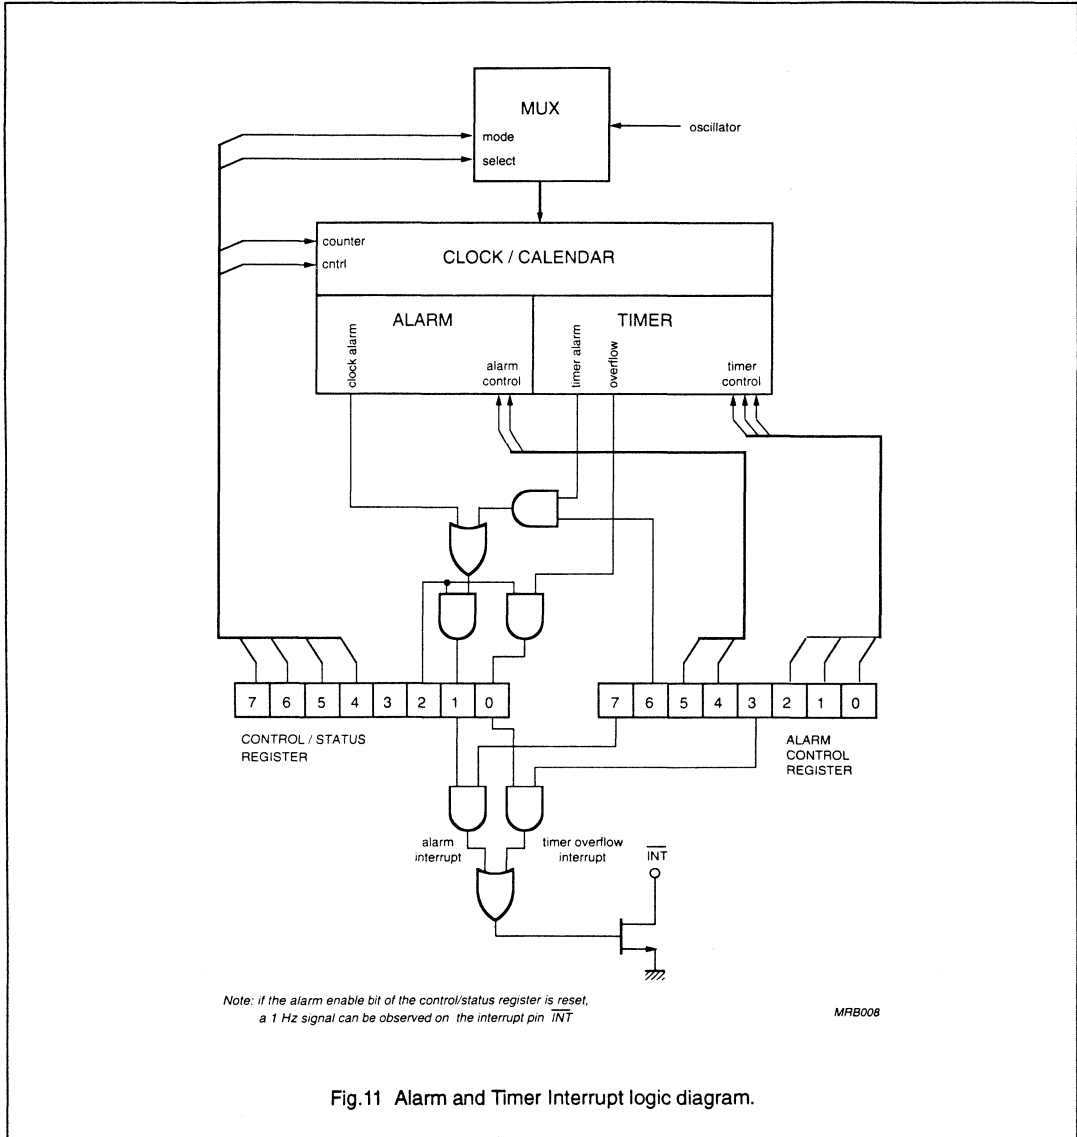 MUX
mode
select
oscillator
counter
cntrl
CLOCK / CALENDAR
ALARM
TIMER
clock alarm
alarm
control
timer alarm
overflow
timer
control
7 6 5 4 3 2 1 0
7 6 5 4 3 2 1 0
CONTROL / STATUS
REGISTER
ALARM
CONTROL
REGISTER
alarm
interrupt
timer overflow
interrupt
INT
Note: if the alarm enable bit of the control/status register is reset,
a 1 Hz signal can be observed on the interrupt pin INT
MRB008
Fig.11 Alarm and Timer Interrupt logic diagram.